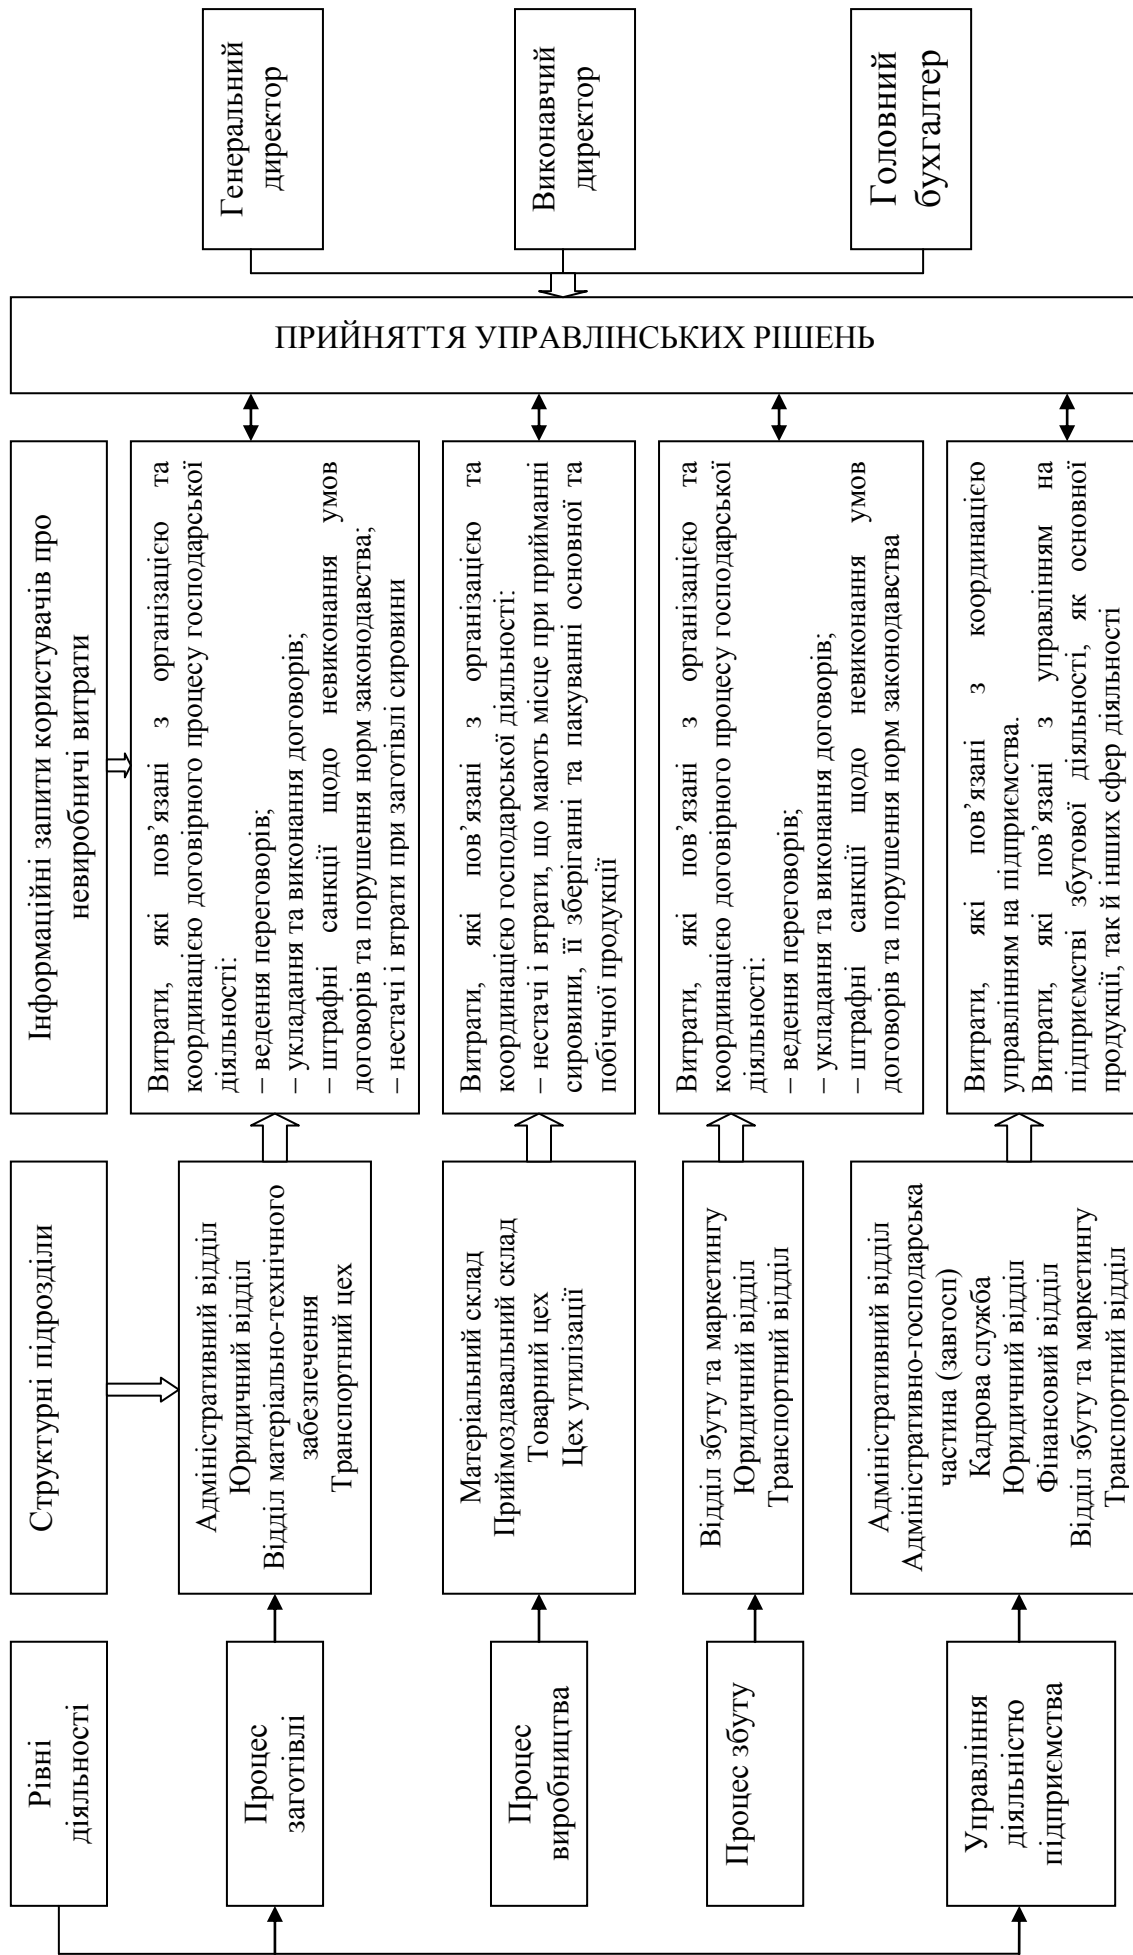 Рівні
діяльності
Структурні підрозділи
Інформаційні запити користувачів про
невиробничі витрати
Процес
заготівлі
Адміністративний відділ
Юридичний відділ
Відділ матеріально-технічного
забезпечення
Транспортний цех
Витрати, які пов’язані з організацією та
координацією договірного процесу господарської
діяльності:
– ведення переговорів;
– укладання та виконання договорів;
– штрафні санкції щодо невиконання умов
договорів та порушення норм законодавства;
– нестачі і втрати при заготівлі сировини
Процес
виробництва
Матеріальний склад
Приймоздавальний склад
Товарний цех
Цех утилізації
Витрати, які пов’язані з організацією та
координацією господарської діяльності:
– нестачі і втрати, що мають місце при прийманні
сировини, її зберіганні та пакуванні основної та
побічної продукції
Процес збуту
Відділ збуту та маркетингу
Юридичний відділ
Транспортний відділ
Витрати, які пов’язані з організацією та
координацією договірного процесу господарської
діяльності:
– ведення переговорів;
– укладання та виконання договорів;
– штрафні санкції щодо невиконання умов
договорів та порушення норм законодавства
Управління
діяльністю
підприємства
Адміністративний відділ
Адміністративно-господарська
частина (завгосп)
Кадрова служба
Юридичний відділ
Фінансовий відділ
Відділ збуту та маркетингу
Транспортний відділ
Витрати, які пов’язані з координацією
управлінням на підприємства.
Витрати, які пов’язані з управлінням на
підприємстві збутової діяльності, як основної
продукції, так й інших сфер діяльності
ПРИЙНЯТТЯ УПРАВЛІНСЬКИХ РІШЕНЬ
Генеральний
директор
Виконавчий
директор
Головний
бухгалтер